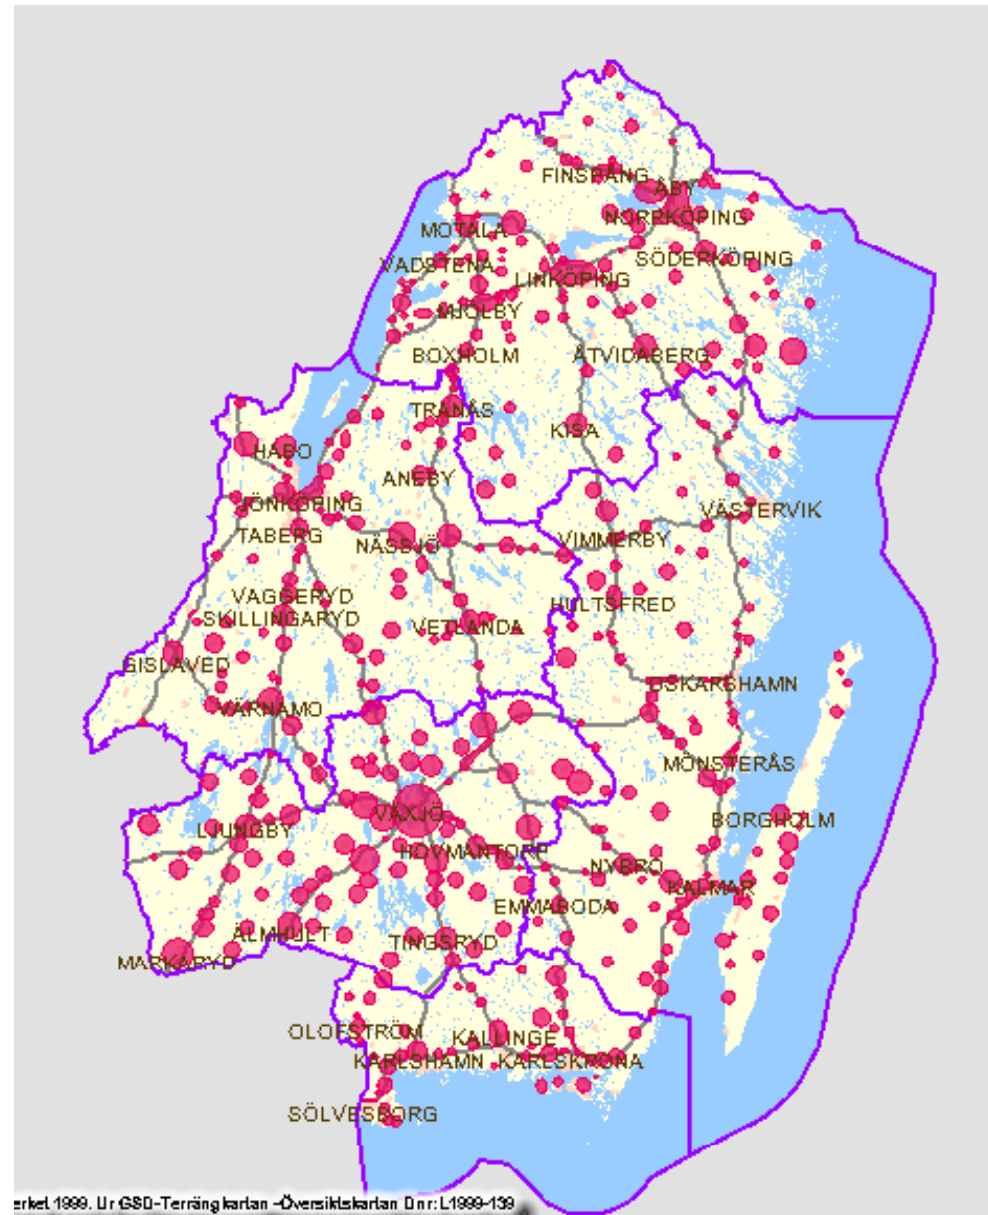 FINSPÅNG
ÅBY
NORRKÖPING
MOTALA
SÖDERKÖPING
VADSTENA
LINKÖPING
MJÖLBY
BOXHOLM
ÅTVIDABERG
TRANÅS
KISA
HABO
ANEBY
JÖNKÖPING
VÄSTERVIK
TABERG
NÄSSJÖ
VIMMERBY
VAGGERYD
HULTSFRED
SKILLINGARYD
VETLANDA
GISLAVED
OSKARSHAMN
VÄRNAMO
MÖNSTERÅS
VÄXJÖ
BORGHOLM
LJUNGBY
HOVMANTORP
NYBRO
KALMAR
EMMABODA
ÄLMHULT
TINGSRYD
MARKARYD
OLOFSTRÖM
KALLINGE
KARLSHAMN
KARLSKRONA
SÖLVESBORG
erket 1999. Ur GSD-Terrängkartan -Översiktskartan Dnr: L1999-139